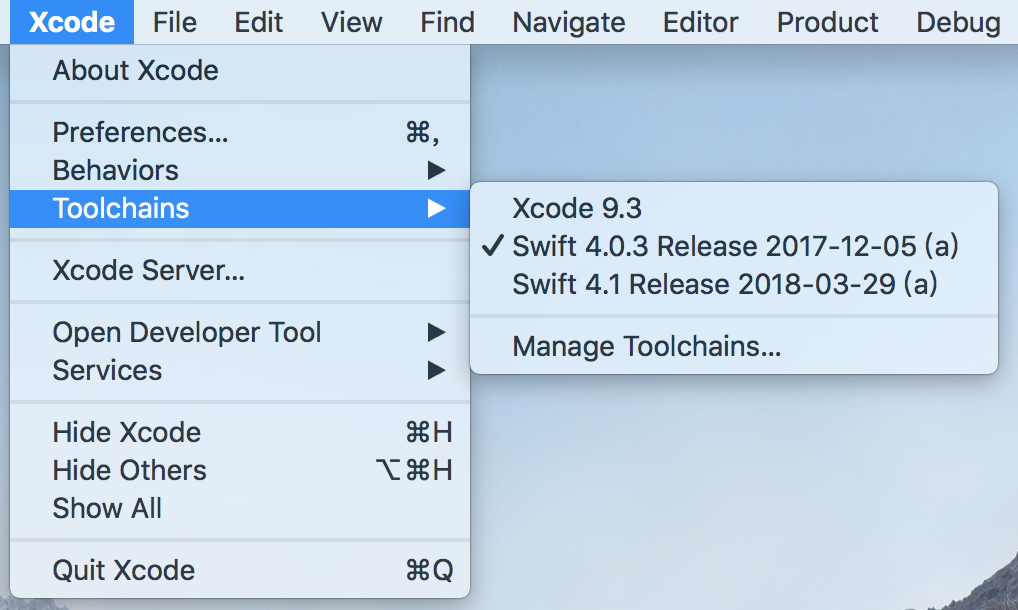 Xcode File Edit View Find Navigate Editor Product Debug
About Xcode
Preferences... ⌘,
Behaviors ▶
Toolchains ▶
Xcode 9.3
✓ Swift 4.0.3 Release 2017-12-05 (a)
Swift 4.1 Release 2018-03-29 (a)
Manage Toolchains...
Xcode Server...
Open Developer Tool ▶
Services ▶
Hide Xcode ⌘H
Hide Others ⌥⌘H
Show All
Quit Xcode ⌘Q